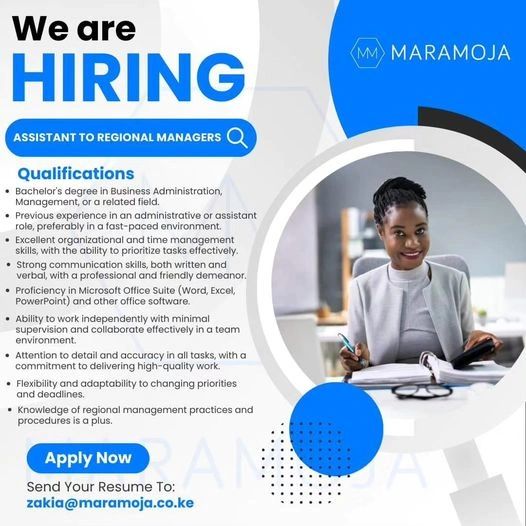 We are
HIRING
MM MARAMOJA
ASSISTANT TO REGIONAL MANAGERS
Qualifications
• Bachelor's degree in Business Administration,
Management, or a related field.
• Previous experience in an administrative or assistant
role, preferably in a fast-paced environment.
• Excellent organizational and time management
skills, with the ability to prioritize tasks effectively.
• Strong communication skills, both written and
verbal, with a professional and friendly demeanor.
• Proficiency in Microsoft Office Suite (Word, Excel,
PowerPoint) and other office software.
• Ability to work independently with minimal
supervision and collaborate effectively in a team
environment.
• Attention to detail and accuracy in all tasks, with a
commitment to delivering high-quality work.
• Flexibility and adaptability to changing priorities
and deadlines.
• Knowledge of regional management practices and
procedures is a plus.
MARAMOJA
Apply Now
Send Your Resume To:
zakia@maramoja.co.ke